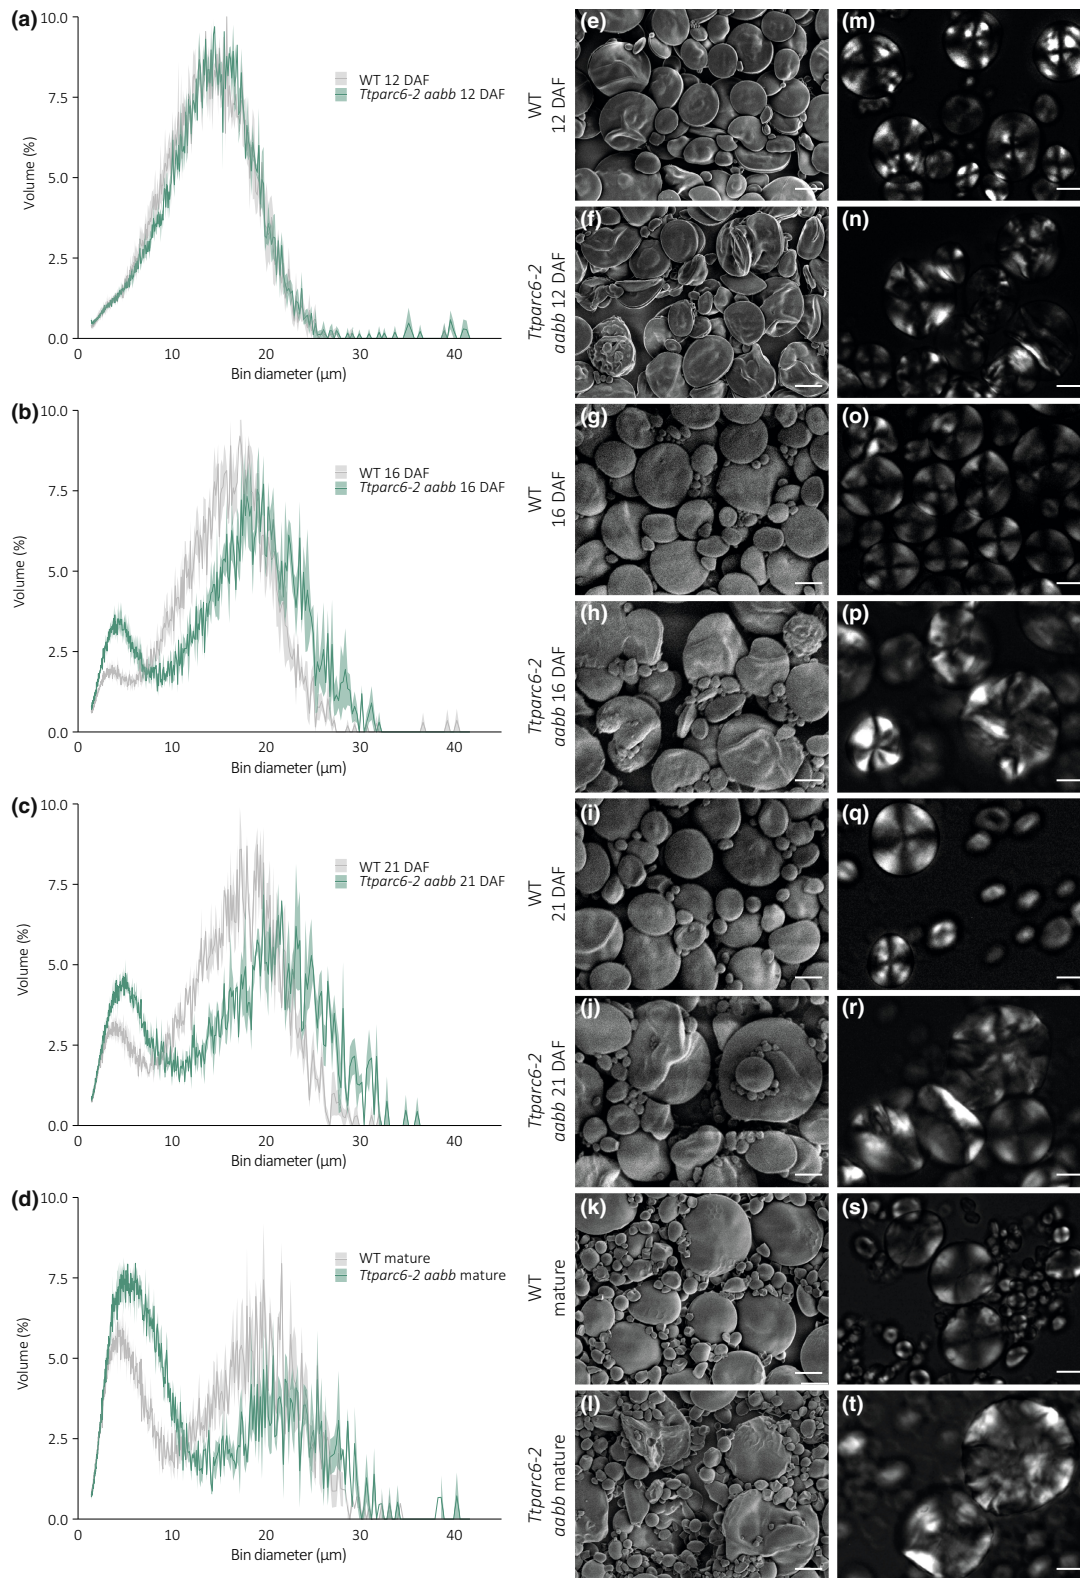 (a)
10.0
7.5
5.0
2.5
0.0
Volume (%)
WT 12 DAF
Ttparc6-2 aabb 12 DAF
0 10 20 30 40
Bin diameter (µm)
(b)
10.0
7.5
5.0
2.5
0.0
Volume (%)
WT 16 DAF
Ttparc6-2 aabb 16 DAF
0 10 20 30 40
Bin diameter (µm)
(c)
10.0
7.5
5.0
2.5
0.0
Volume (%)
WT 21 DAF
Ttparc6-2 aabb 21 DAF
0 10 20 30 40
Bin diameter (µm)
(d)
10.0
7.5
5.0
2.5
0.0
Volume (%)
WT mature
Ttparc6-2 aabb mature
0 10 20 30 40
Bin diameter (µm)
WT
12 DAF
(e)
(m)
Ttparc6-2
aabb 12 DAF
(f)
(n)
WT
16 DAF
(g)
(o)
Ttparc6-2
aabb 16 DAF
(h)
(p)
WT
21 DAF
(i)
(q)
Ttparc6-2
aabb 21 DAF
(j)
(r)
WT
mature
(k)
(s)
Ttparc6-2
aabb mature
(l)
(t)